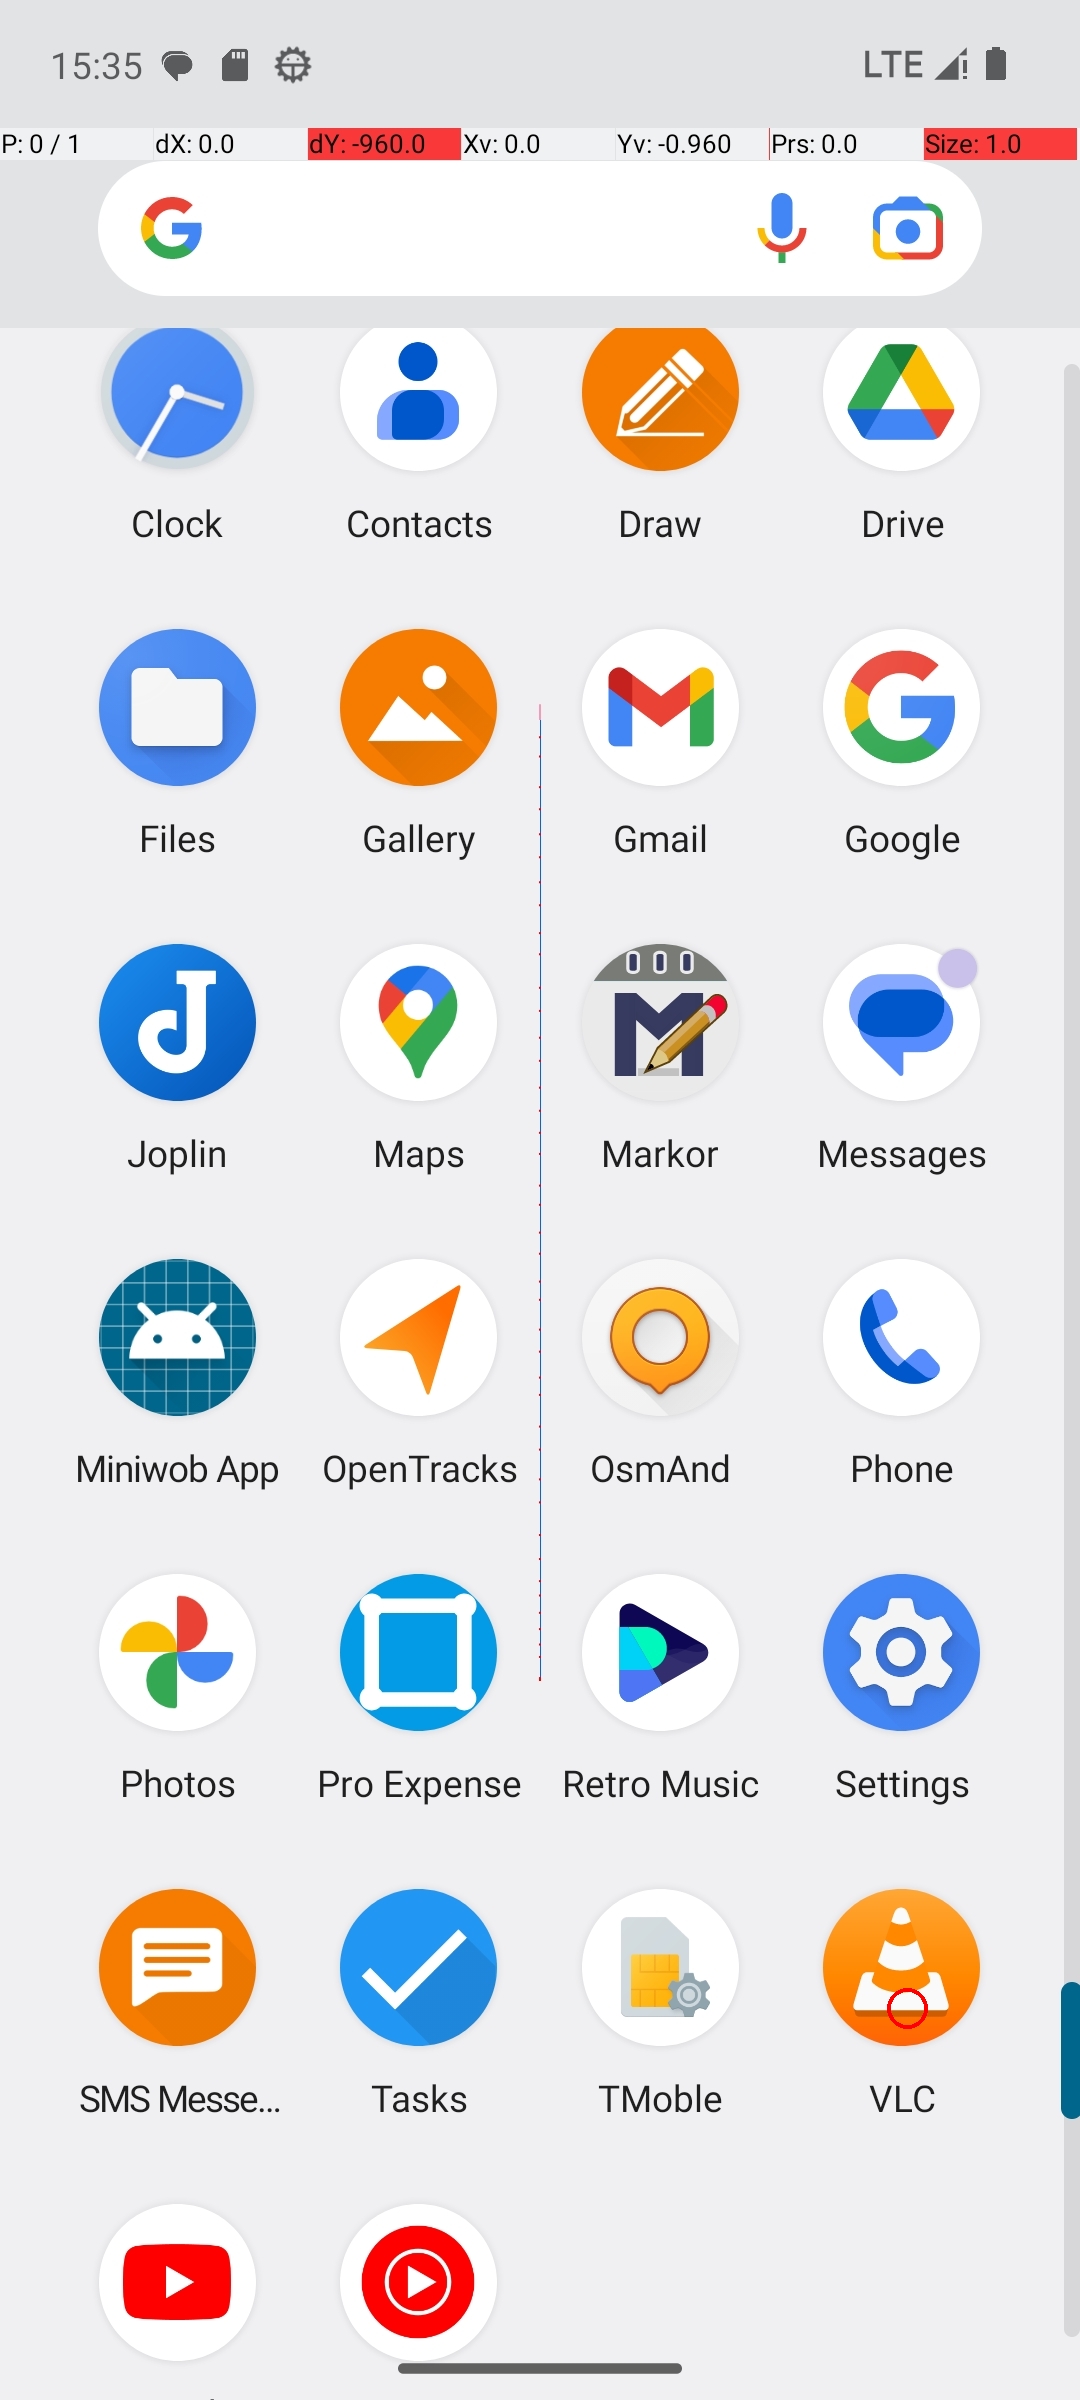 15:35
LTE
P: 0 / 1 dX: 0.0 dY: -960.0 Xv: 0.0 Yv: -0.960 Prs: 0.0 Size: 1.0
Clock Contacts Draw Drive
Files Gallery Gmail Google
Joplin Maps Markor Messages
Miniwob App OpenTracks OsmAnd Phone
Photos Pro Expense Retro Music Settings
SMS Messe... Tasks TMoble VLC